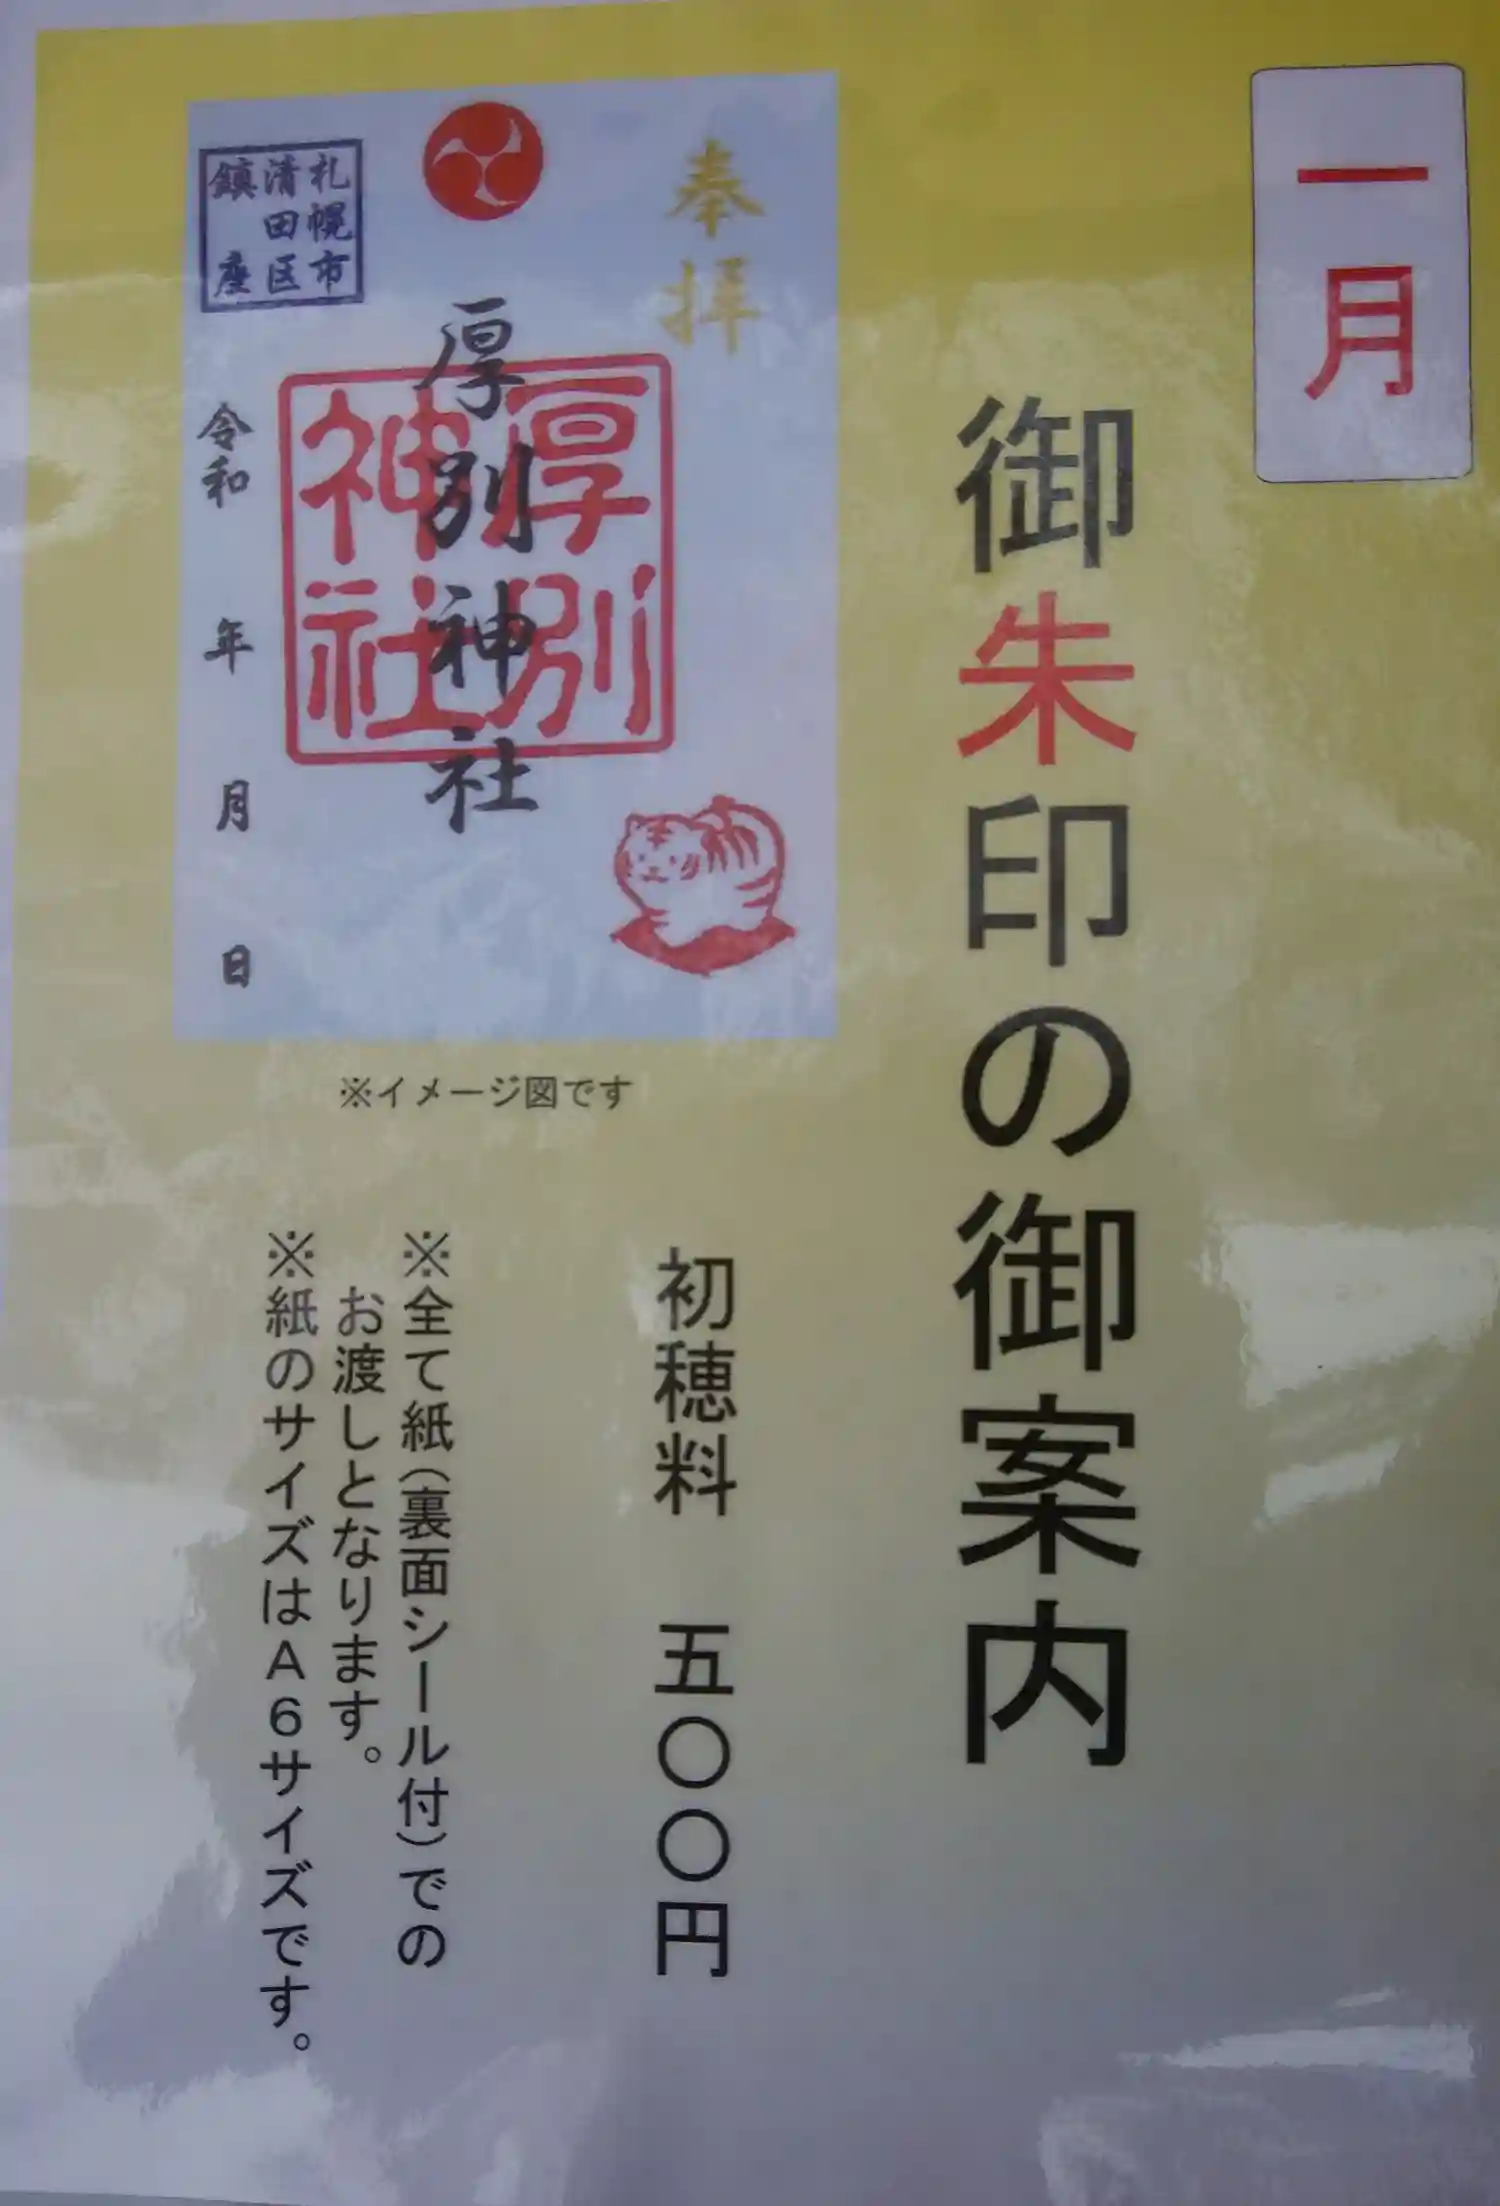 一月
御朱印の御案内
奉拝
厚別神社
厚別
神社
札幌市
清田区
鎮座
令和 年 月 日
※イメージ図です
初穂料 五〇〇円
※全て紙(裏面シール付)での
お渡しとなります。
※紙のサイズはA6サイズです。